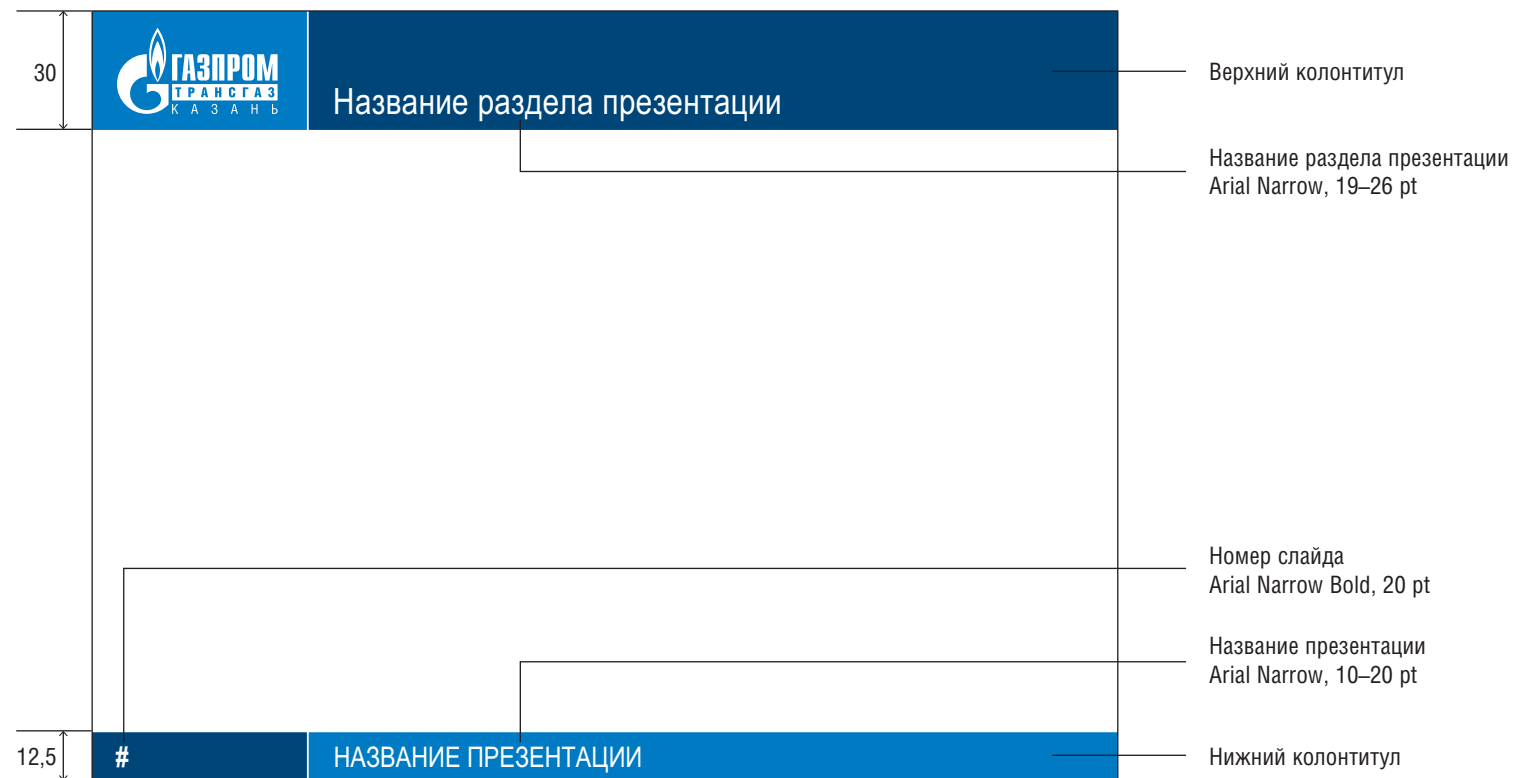 30
ГАЗПРОМ
ТРАНСГАЗ
КАЗАНЬ
Название раздела презентации
Верхний колонтитул
Название раздела презентации
Arial Narrow, 19–26 pt
Номер слайда
Arial Narrow Bold, 20 pt
Название презентации
Arial Narrow, 10–20 pt
12,5
#
НАЗВАНИЕ ПРЕЗЕНТАЦИИ
Нижний колонтитул